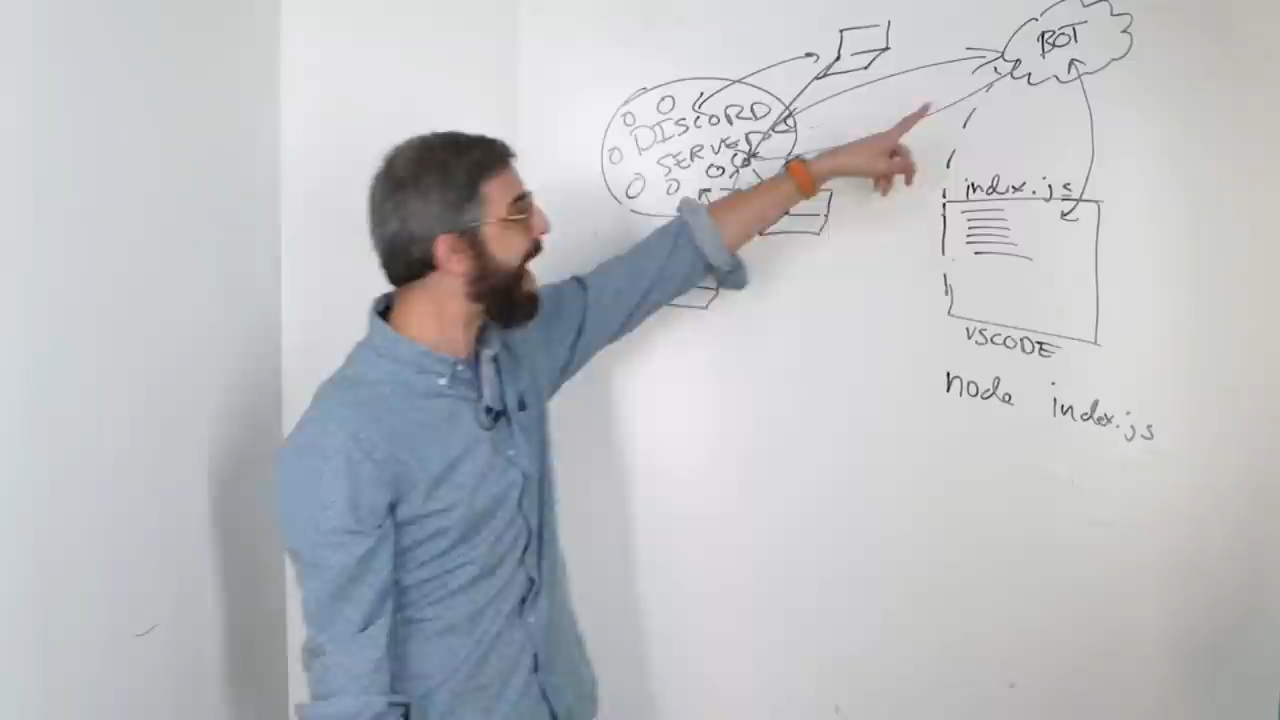 BOT
DISCORD
SERVER
index.js
VSCODE
node index.js